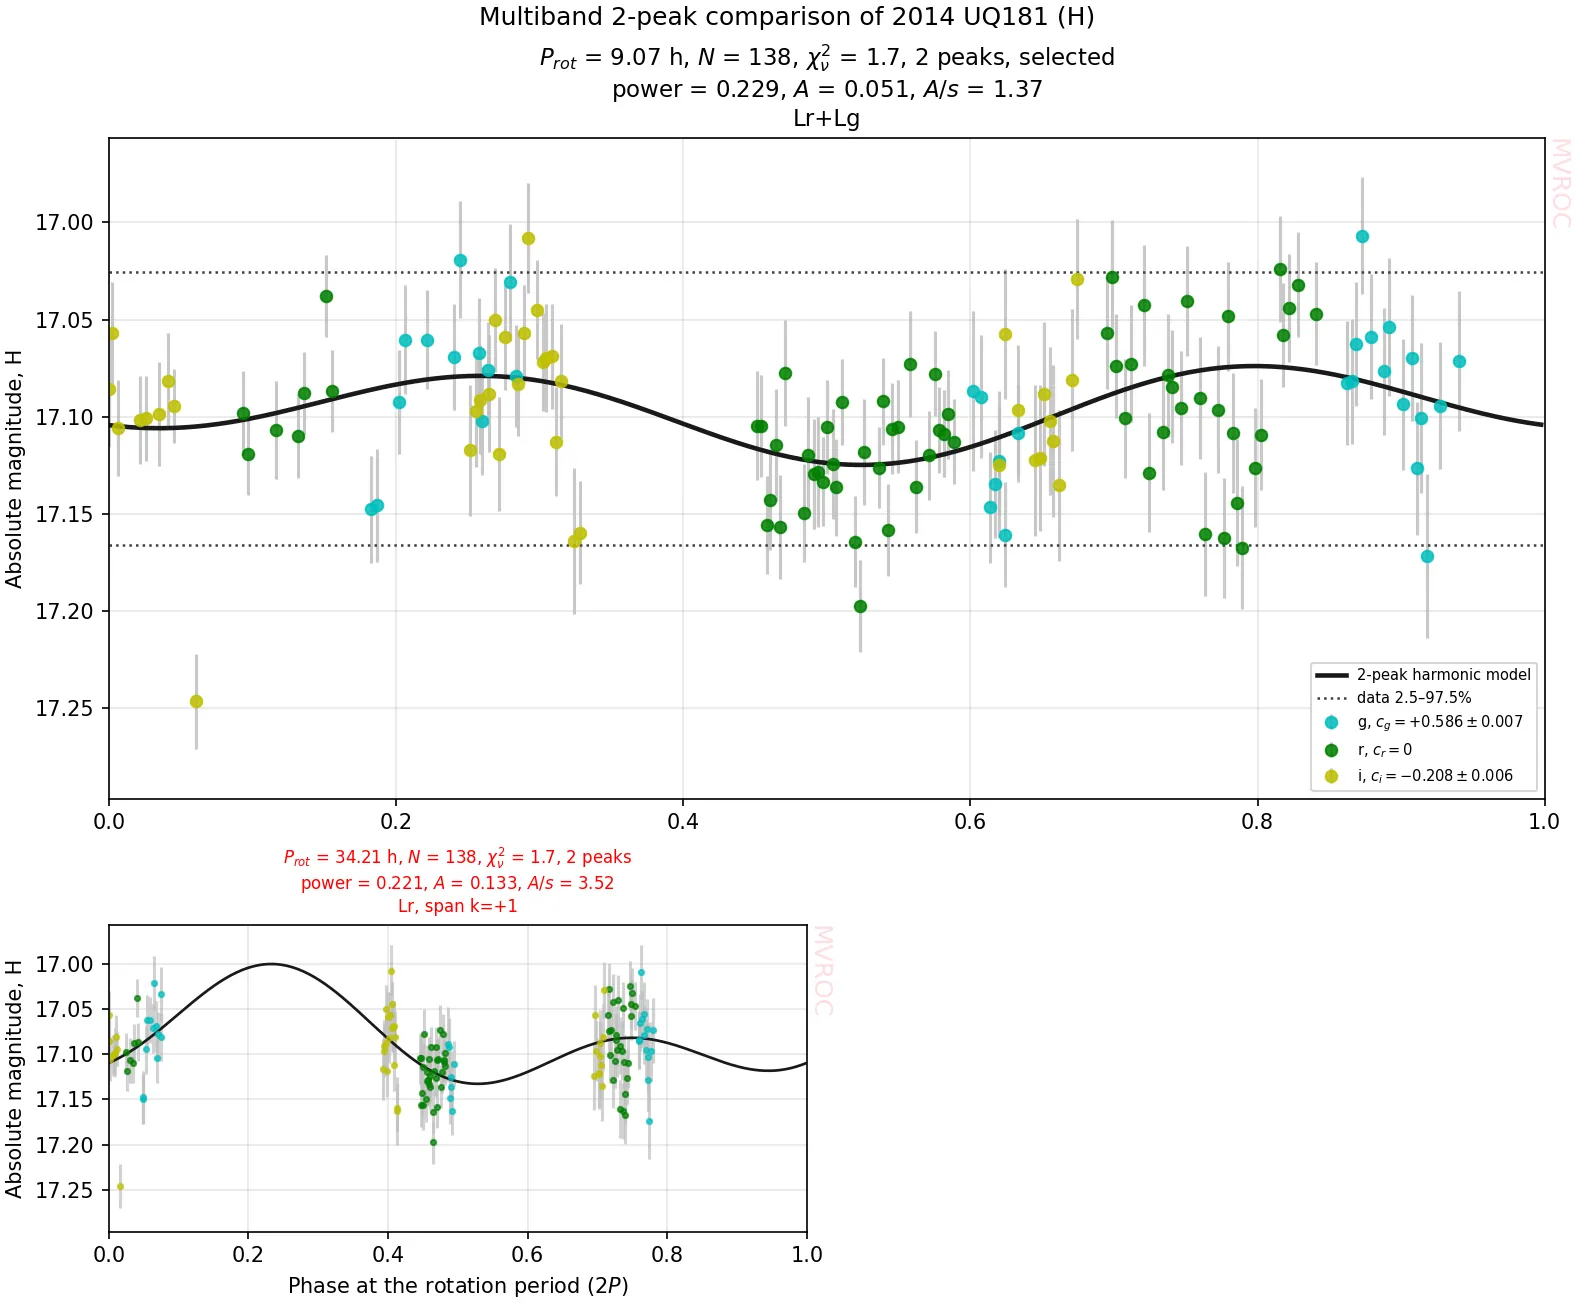 Multiband 2-peak comparison of 2014 UQ181 (H)
P_rot = 9.07 h, N = 138, χ²_ν = 1.7, 2 peaks, selected
power = 0.229, A = 0.051, A/s = 1.37
Lr+Lg
MVROC
Absolute magnitude, H
17.00
17.05
17.10
17.15
17.20
17.25
2-peak harmonic model
data 2.5–97.5%
g, c_g = +0.586 ± 0.007
r, c_r = 0
i, c_i = −0.208 ± 0.006
0.0 0.2 0.4 0.6 0.8 1.0
P_rot = 34.21 h, N = 138, χ²_ν = 1.7, 2 peaks
power = 0.221, A = 0.133, A/s = 3.52
Lr, span k=+1
MVROC
Absolute magnitude, H
17.00
17.05
17.10
17.15
17.20
17.25
0.0 0.2 0.4 0.6 0.8 1.0
Phase at the rotation period (2P)